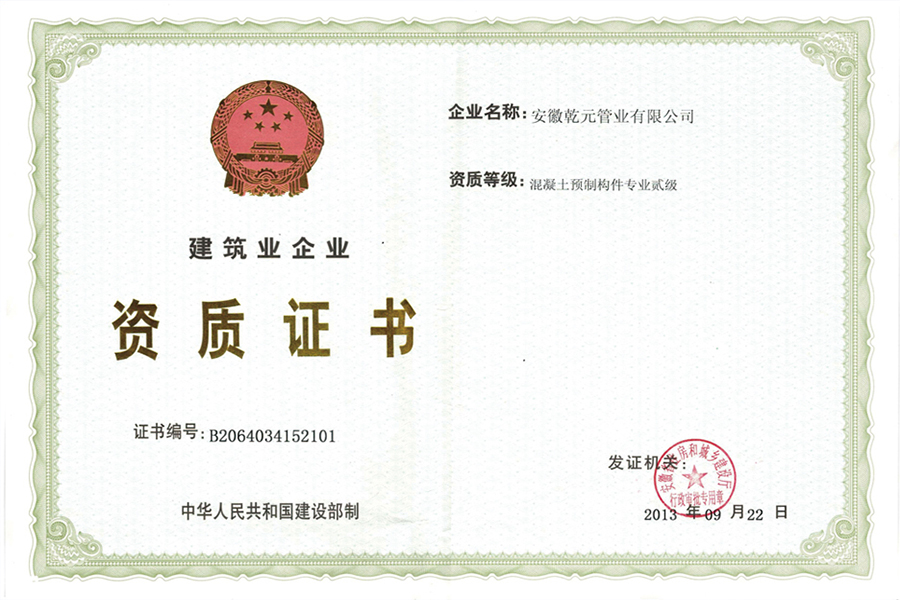 建筑业企业
资质证书
证书编号:B2064034152101
中华人民共和国建设部制
企业名称:安徽乾元管业有限公司
资质等级:混凝土预制构件专业贰级
发证机关:
安徽省住房和城乡建设厅
行政审批专用章
2013 年 09 月 22 日